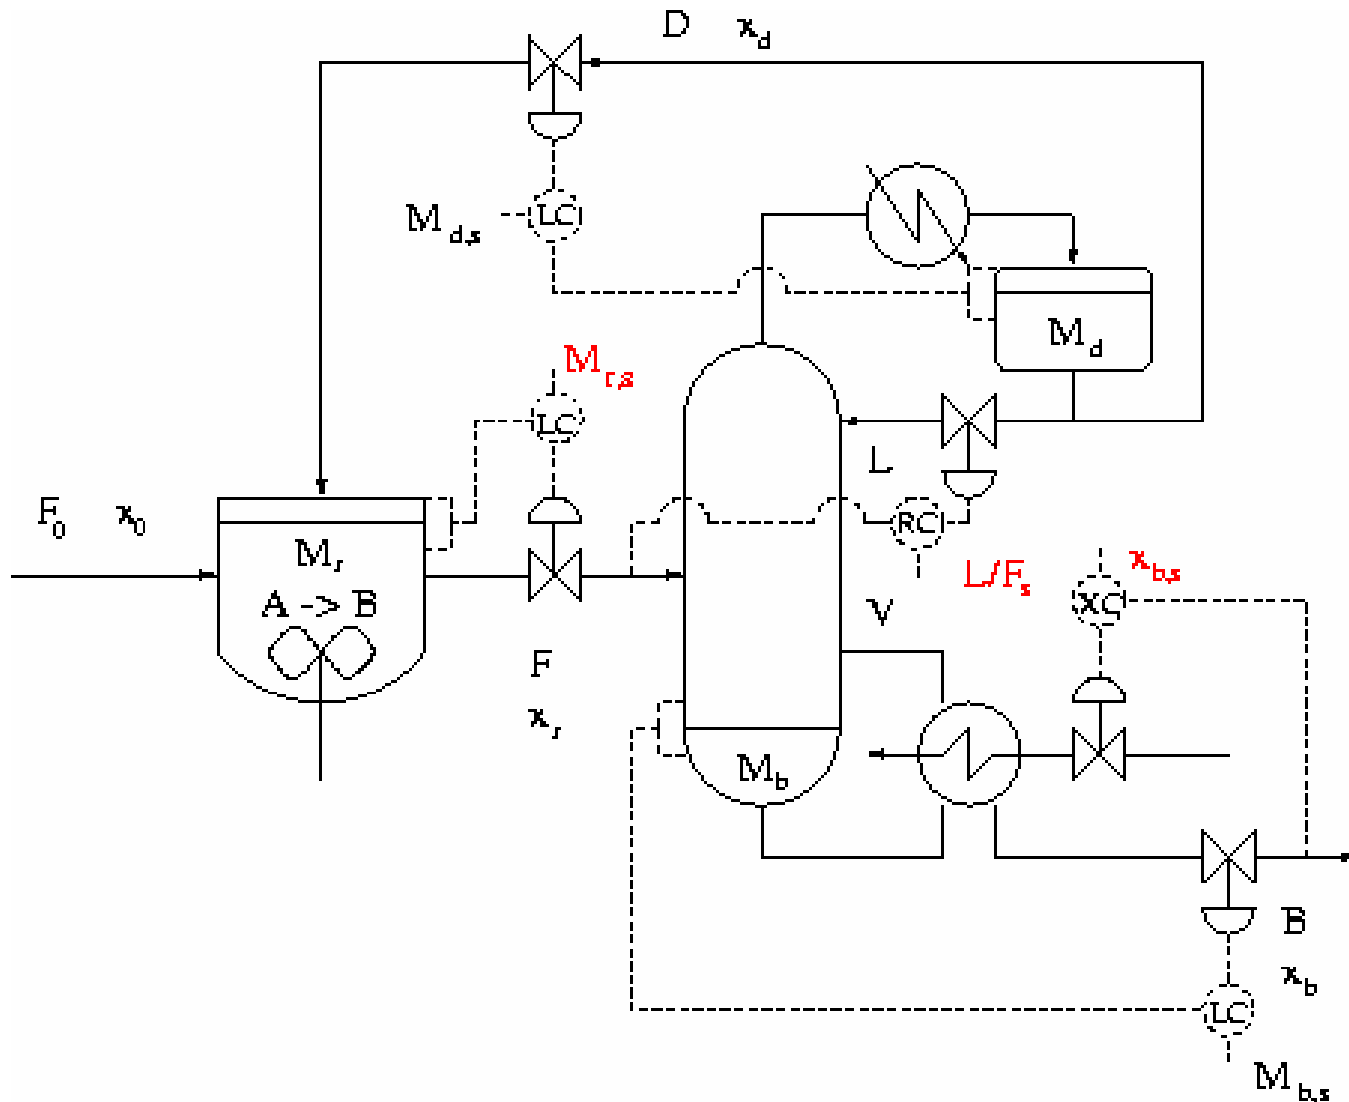 D x_d
LC
M_d,s
M_d
M_r,s
LC
L
F_0 x_0
RC
M_r
L/F_s
x_b,s
A -> B
V
XC
F
x_r
M_b
B
x_b
LC
M_b,s